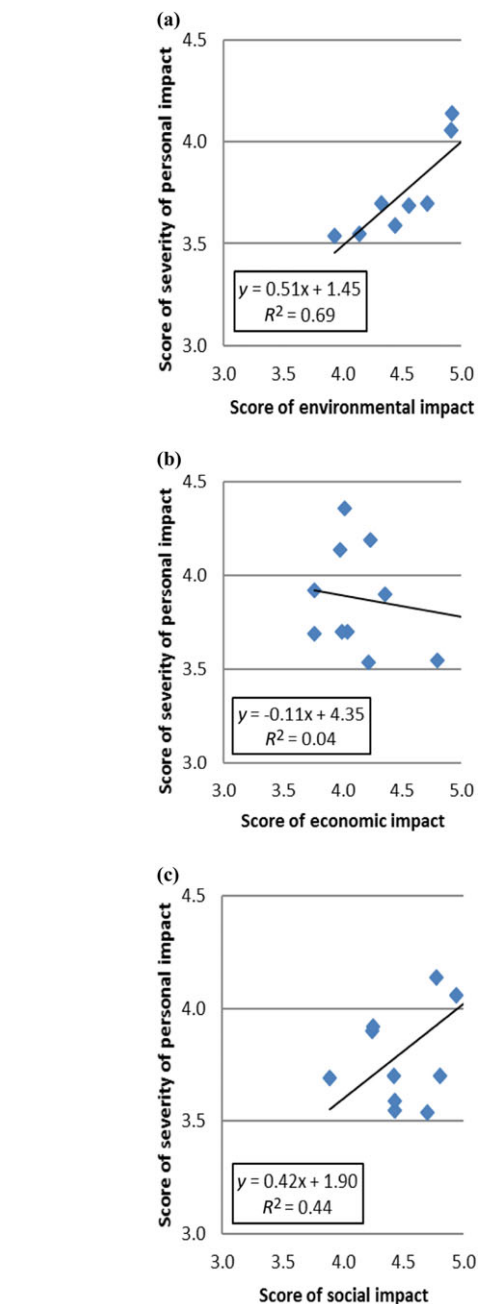 (a)
Score of severity of personal impact
4.5
4.0
3.5
3.0
y = 0.51x + 1.45
R² = 0.69
3.0 3.5 4.0 4.5 5.0
Score of environmental impact
(b)
Score of severity of personal impact
4.5
4.0
3.5
3.0
y = -0.11x + 4.35
R² = 0.04
3.0 3.5 4.0 4.5 5.0
Score of economic impact
(c)
Score of severity of personal impact
4.5
4.0
3.5
3.0
y = 0.42x + 1.90
R² = 0.44
3.0 3.5 4.0 4.5 5.0
Score of social impact